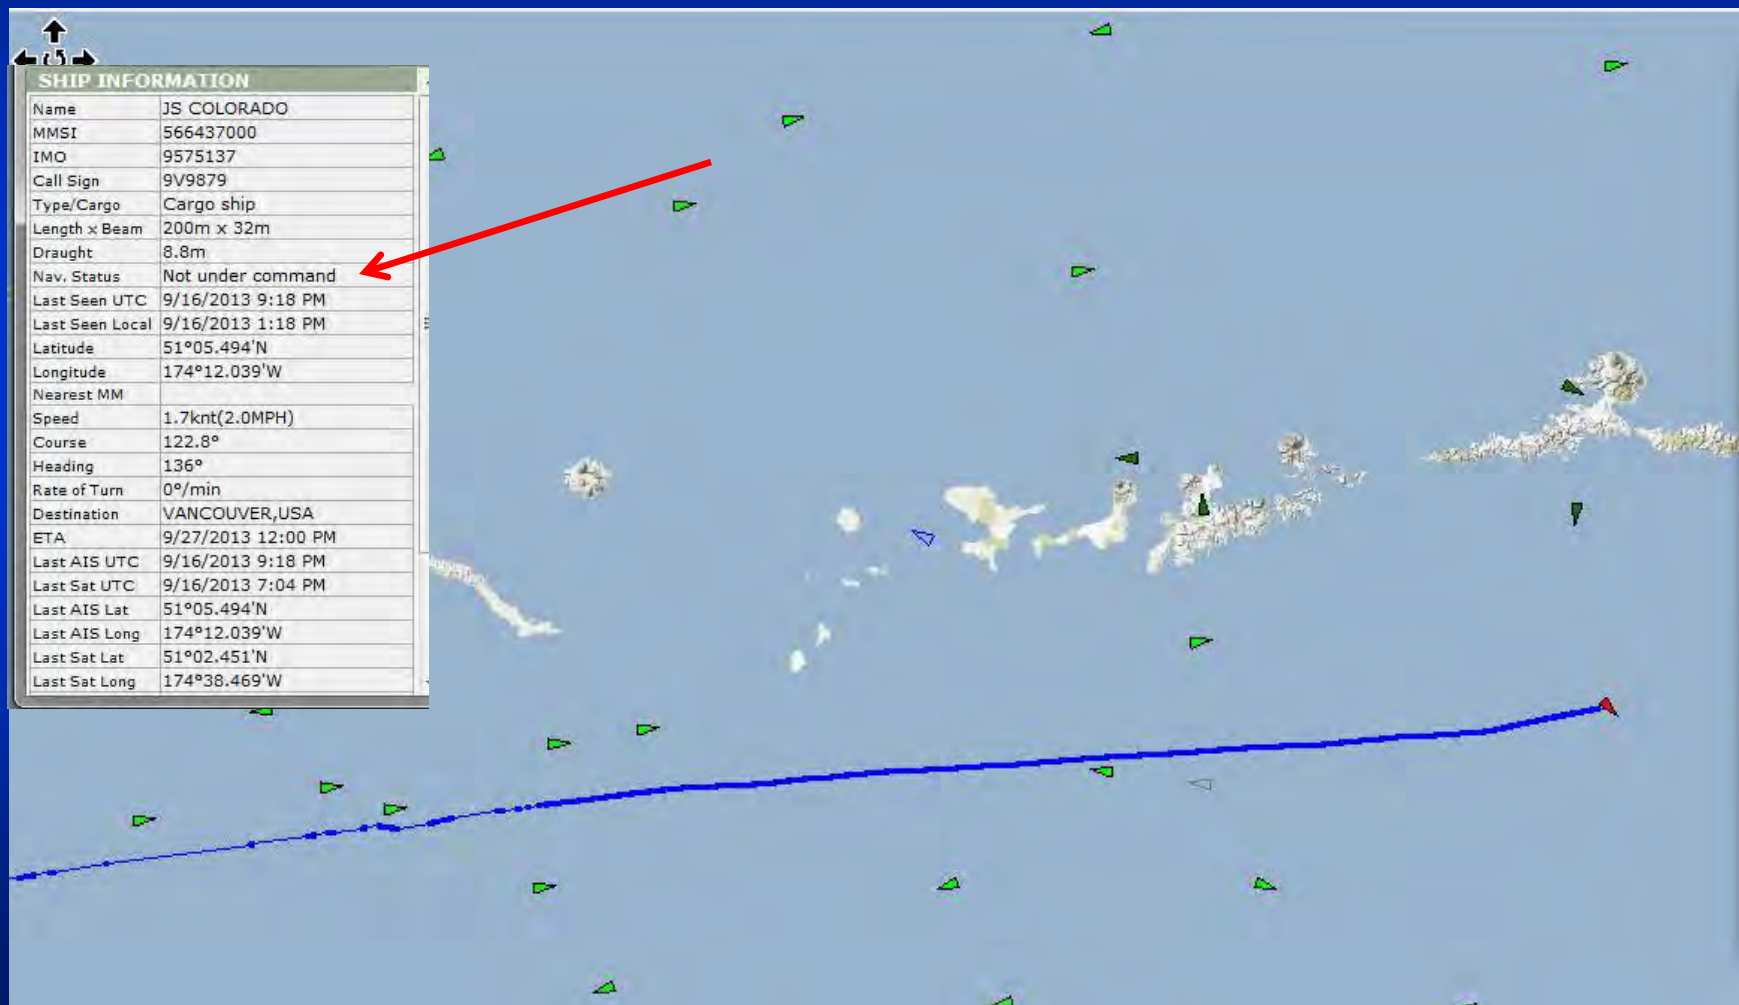 SHIP INFORMATION
Name JS COLORADO
MMSI 566437000
IMO 9575137
Call Sign 9V9879
Type/Cargo Cargo ship
Length x Beam 200m x 32m
Draught 8.8m
Nav. Status Not under command
Last Seen UTC 9/16/2013 9:18 PM
Last Seen Local 9/16/2013 1:18 PM
Latitude 51°05.494'N
Longitude 174°12.039'W
Nearest MM
Speed 1.7knt(2.0MPH)
Course 122.8°
Heading 136°
Rate of Turn 0°/min
Destination VANCOUVER,USA
ETA 9/27/2013 12:00 PM
Last AIS UTC 9/16/2013 9:18 PM
Last Sat UTC 9/16/2013 7:04 PM
Last AIS Lat 51°05.494'N
Last AIS Long 174°12.039'W
Last Sat Lat 51°02.451'N
Last Sat Long 174°38.469'W